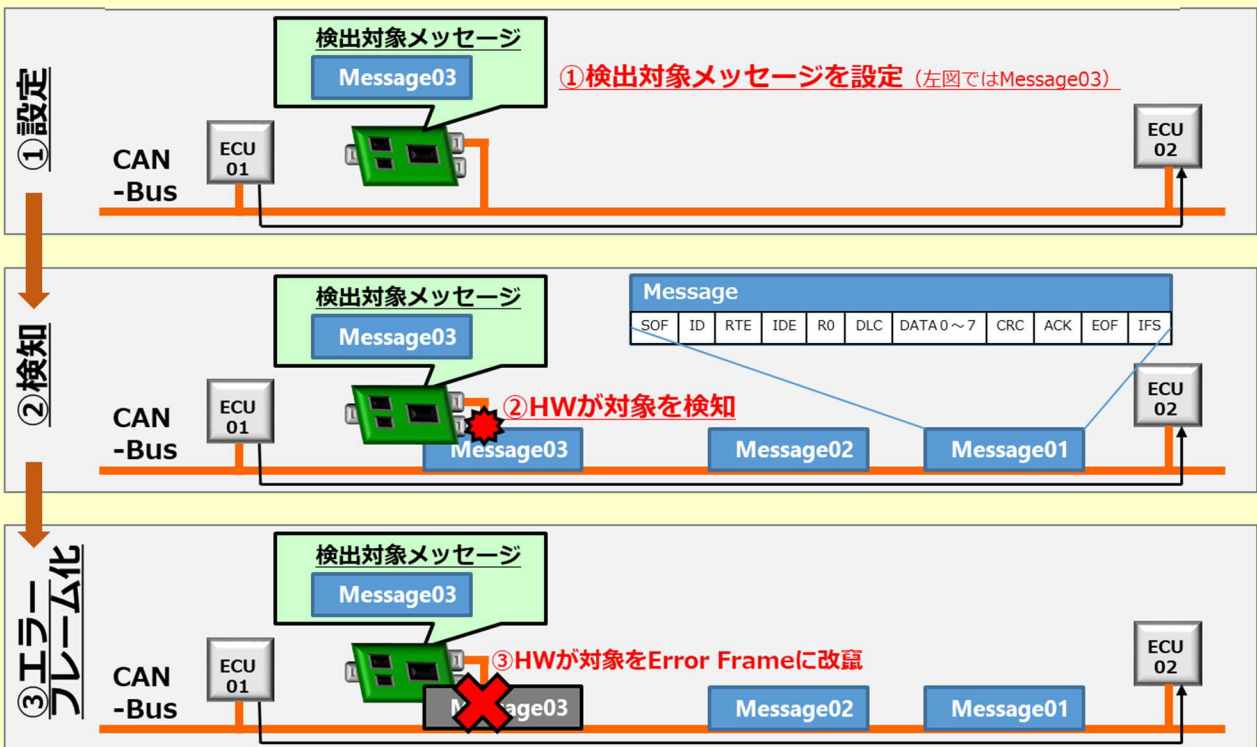 ①設定
検出対象メッセージ
Message03
①検出対象メッセージを設定（左図ではMessage03）
CAN
-Bus
ECU
01
ECU
02
②検知
検出対象メッセージ
Message03
Message
SOF ID RTE IDE R0 DLC DATA０～７ CRC ACK EOF IFS
②HWが対象を検知
CAN
-Bus
ECU
01
Message03
Message02
Message01
ECU
02
③エラー
フレーム化
検出対象メッセージ
Message03
③HWが対象をError Frameに改竄
CAN
-Bus
ECU
01
age03
Message02
Message01
ECU
02